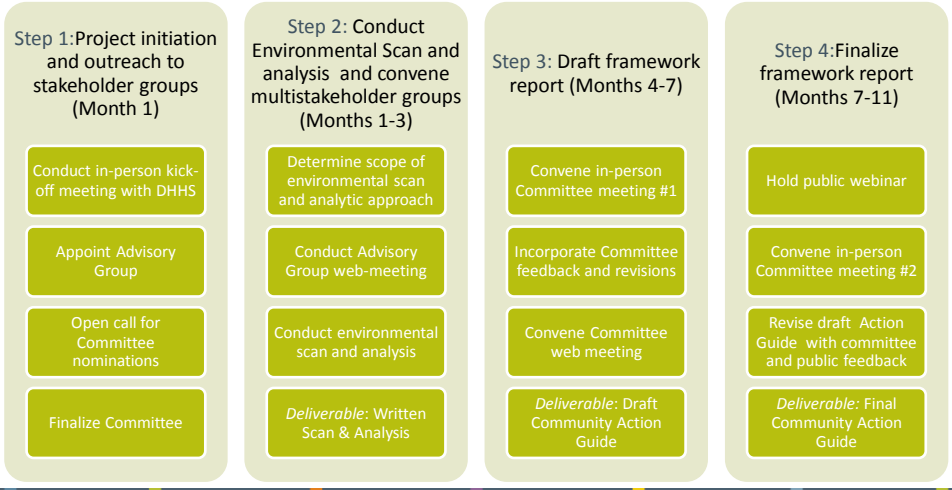 Step 1:Project initiation
and outreach to
stakeholder groups
(Month 1)
Conduct in-person kick-
off meeting with DHHS
Appoint Advisory
Group
Open call for
Committee
nominations
Finalize Committee
Step 2: Conduct
Environmental Scan and
analysis and convene
multistakeholder groups
(Months 1-3)
Determine scope of
environmental scan
and analytic approach
Conduct Advisory
Group web-meeting
Conduct environmental
scan and analysis
Deliverable: Written
Scan & Analysis
Step 3: Draft framework
report (Months 4-7)
Convene in-person
Committee meeting #1
Incorporate Committee
feedback and revisions
Convene Committee
web meeting
Deliverable: Draft
Community Action
Guide
Step 4:Finalize
framework report
(Months 7-11)
Hold public webinar
Convene in-person
Committee meeting #2
Revise draft Action
Guide with committee
and public feedback
Deliverable: Final
Community Action
Guide